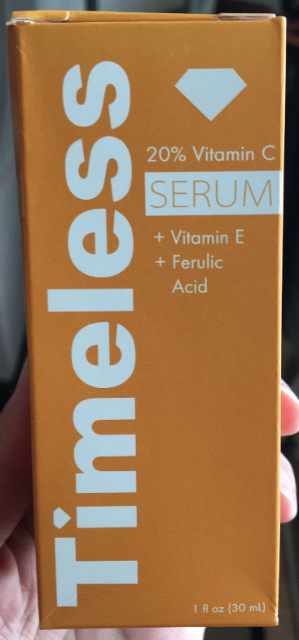 Timeless
20% Vitamin C
SERUM
+ Vitamin E
+ Ferulic
Acid
1 fl oz (30 ml)